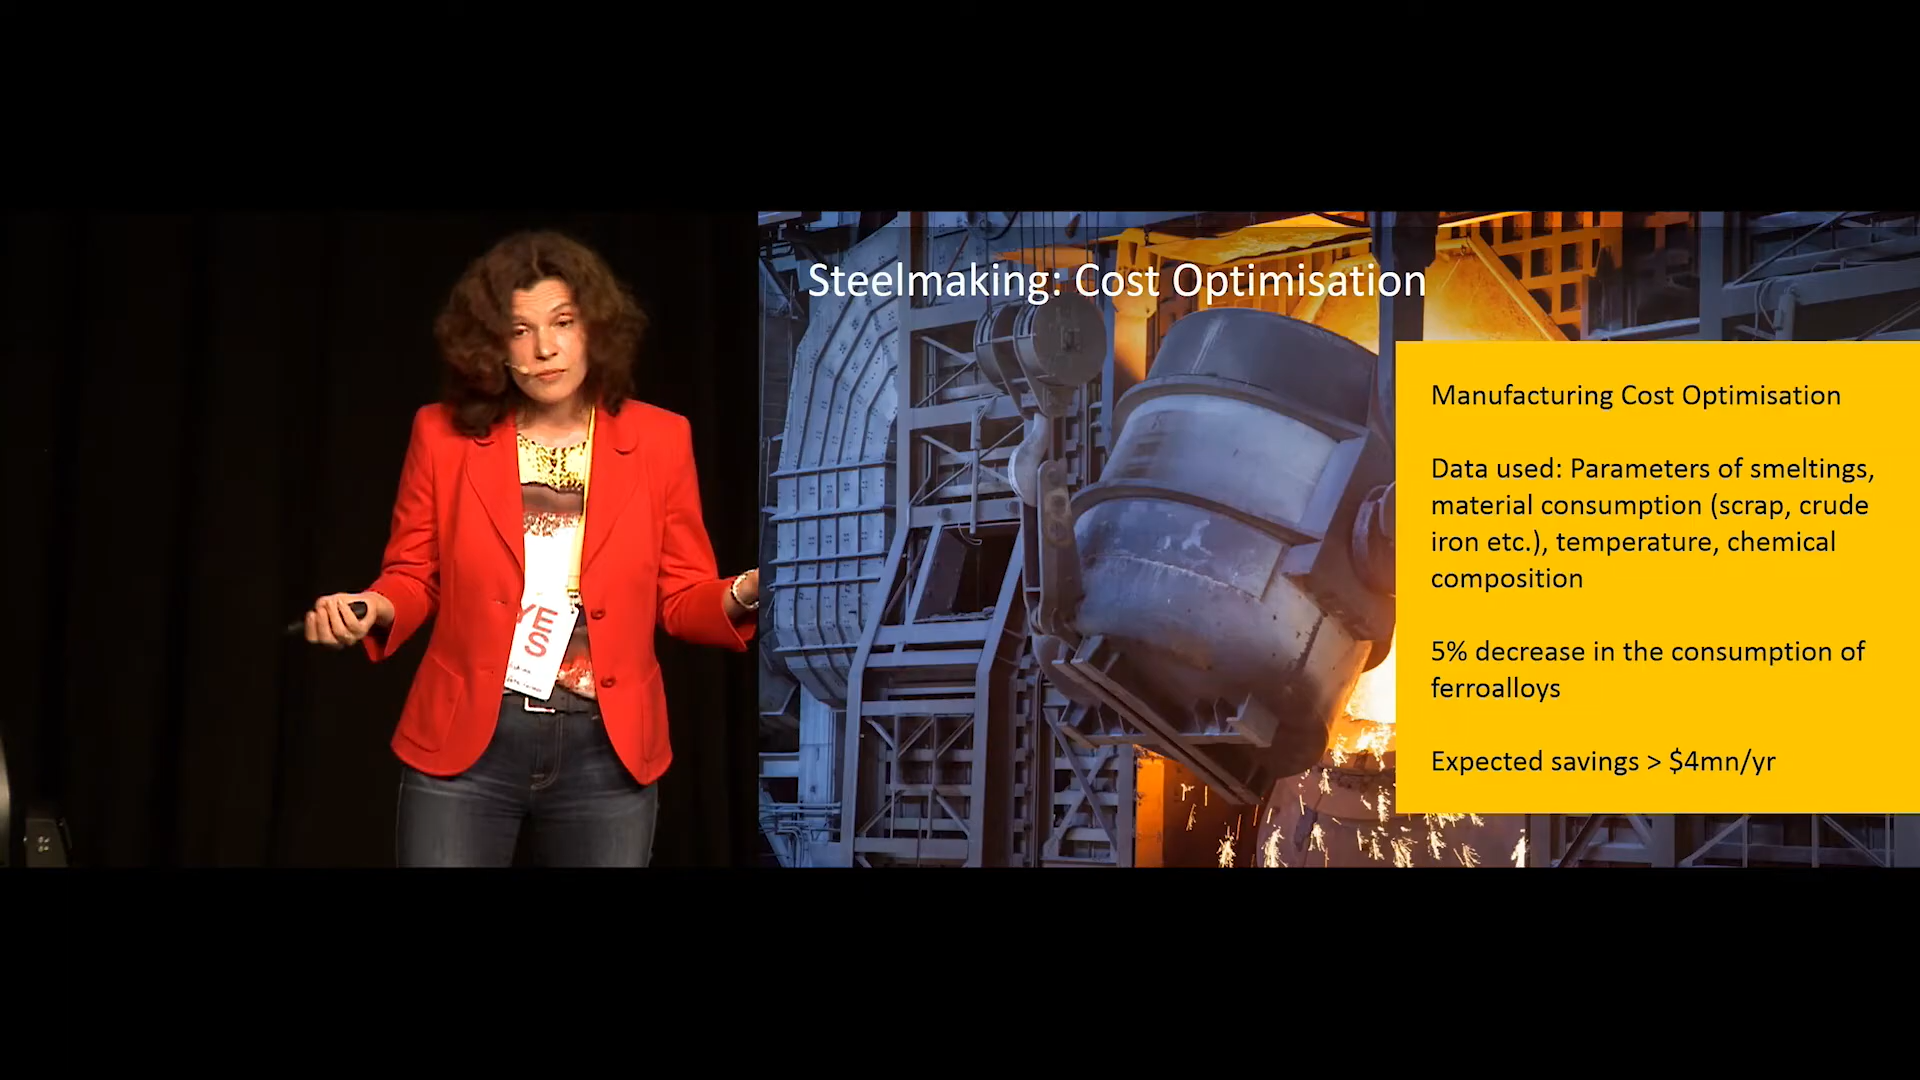 Steelmaking: Cost Optimisation
Manufacturing Cost Optimisation
Data used: Parameters of smeltings,
material consumption (scrap, crude
iron etc.), temperature, chemical
composition
5% decrease in the consumption of
ferroalloys
Expected savings > $4mn/yr
YE
S